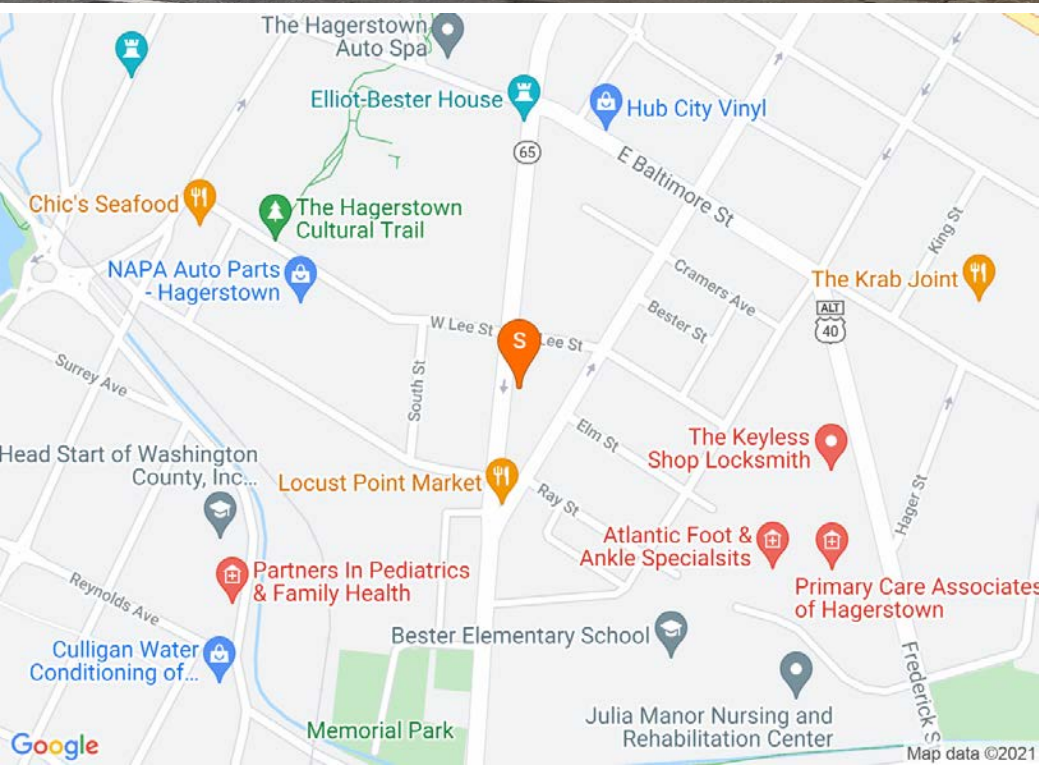 The Hagerstown
Auto Spa
Elliot-Bester House
Hub City Vinyl
65
E Baltimore St
Chic's Seafood
The Hagerstown
Cultural Trail
King St
NAPA Auto Parts
- Hagerstown
Cramers Ave
The Krab Joint
Bester St
ALT
40
W Lee St
S
Lee St
South St
Surrey Ave
Elm St
The Keyless
Shop Locksmith
Head Start of Washington
County, Inc...
Locust Point Market
Ray St
Hager St
Atlantic Foot &
Ankle Specialsits
Partners In Pediatrics
& Family Health
Primary Care Associates
of Hagerstown
Reynolds Ave
Bester Elementary School
Culligan Water
Conditioning of...
Frederick S
Memorial Park
Julia Manor Nursing and
Rehabilitation Center
Google
Map data ©2021